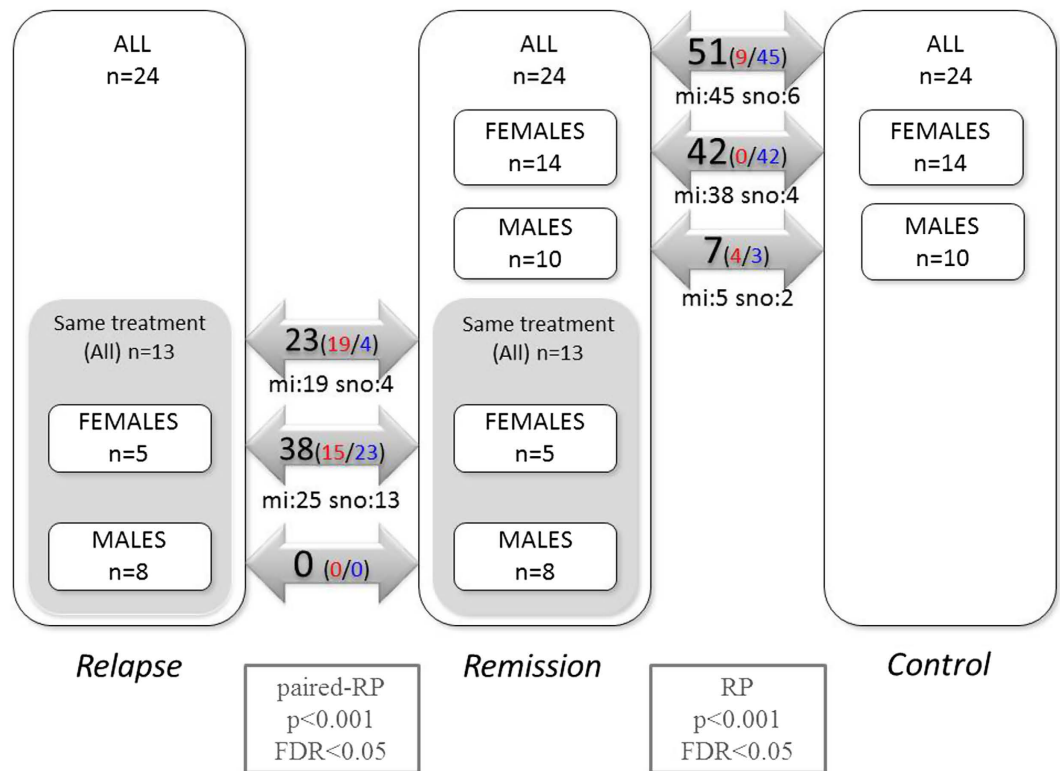 ALL
n=24
Same treatment
(All) n=13
FEMALES
n=5
MALES
n=8
Relapse
23(19/4)
mi:19 sno:4
38(15/23)
mi:25 sno:13
0 (0/0)
paired-RP
p<0.001
FDR<0.05
ALL
n=24
FEMALES
n=14
MALES
n=10
Same treatment
(All) n=13
FEMALES
n=5
MALES
n=8
Remission
51(9/45)
mi:45 sno:6
42(0/42)
mi:38 sno:4
7(4/3)
mi:5 sno:2
RP
p<0.001
FDR<0.05
ALL
n=24
FEMALES
n=14
MALES
n=10
Control